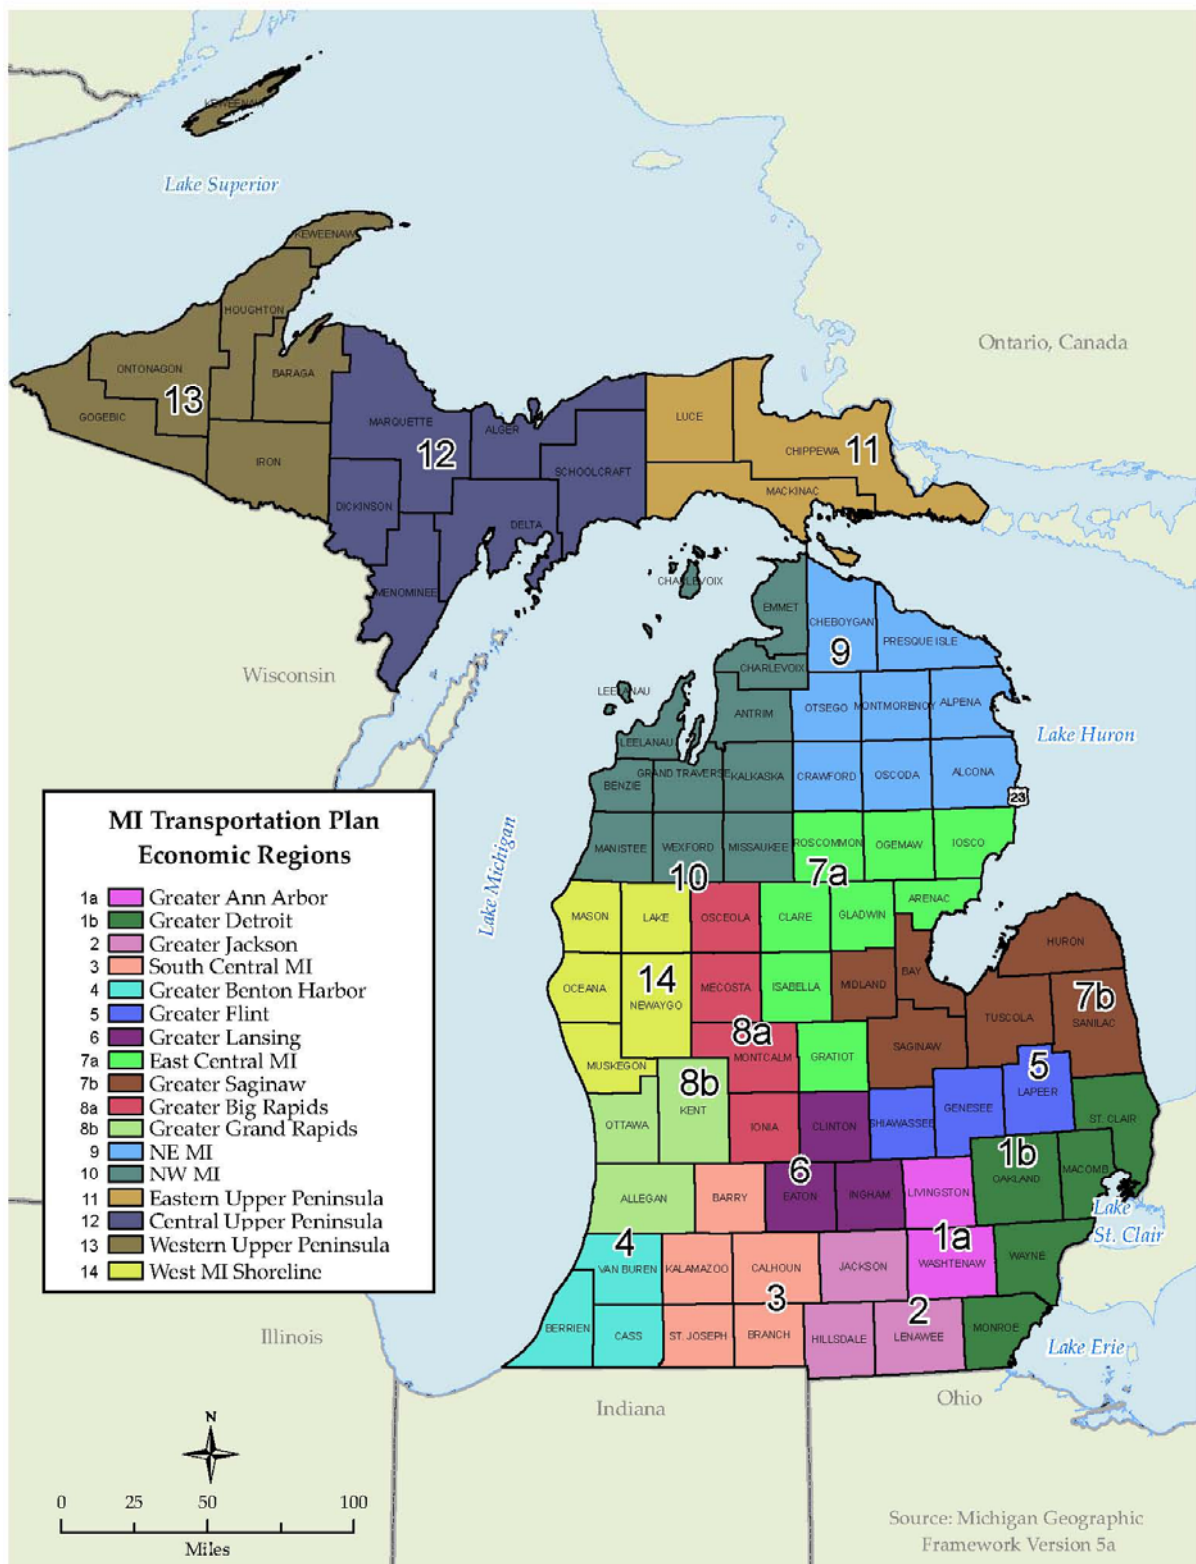 KEWEENAW
Lake Superior
KEWEENAW
HOUGHTON
Ontario, Canada
ONTONAGON
BARAGA
13
GOGEBIC
MARQUETTE
ALGER
LUCE
12
CHIPPEWA
11
IRON
SCHOOLCRAFT
MACKINAC
DICKINSON
DELTA
CHARLEVOIX
MENOMINEE
EMMET
CHEBOYGAN
PRESQUE ISLE
9
Wisconsin
CHARLEVOIX
LEELANAU
ANTRIM
OTSEGO
MONTMORENCY
ALPENA
Lake Huron
LEELANAU
GRAND TRAVERSE
KALKASKA
CRAWFORD
OSCODA
ALCONA
BENZIE
23
Lake Michigan
MANISTEE
WEXFORD
MISSAUKEE
ROSCOMMON
OGEMAW
IOSCO
10
7a
MASON
LAKE
OSCEOLA
CLARE
GLADWIN
ARENAC
HURON
14
OCEANA
NEWAYGO
MECOSTA
ISABELLA
MIDLAND
BAY
7b
TUSCOLA
SANILAC
8a
MUSKEGON
MONTCALM
GRATIOT
SAGINAW
8b
5
KENT
LAPEER
OTTAWA
IONIA
CLINTON
SHIAWASSEE
GENESEE
ST. CLAIR
1b
6
OAKLAND
MACOMB
ALLEGAN
BARRY
EATON
INGHAM
LIVINGSTON
Lake
St. Clair
4
1a
VAN BUREN
KALAMAZOO
CALHOUN
JACKSON
WASHTENAW
WAYNE
3
2
BERRIEN
CASS
ST. JOSEPH
BRANCH
HILLSDALE
LENAWEE
MONROE
Lake Erie
Illinois
Indiana
Ohio
MI Transportation Plan
Economic Regions
1a Greater Ann Arbor
1b Greater Detroit
2 Greater Jackson
3 South Central MI
4 Greater Benton Harbor
5 Greater Flint
6 Greater Lansing
7a East Central MI
7b Greater Saginaw
8a Greater Big Rapids
8b Greater Grand Rapids
9 NE MI
10 NW MI
11 Eastern Upper Peninsula
12 Central Upper Peninsula
13 Western Upper Peninsula
14 West MI Shoreline
N
0 25 50 100
Miles
Source: Michigan Geographic
Framework Version 5a